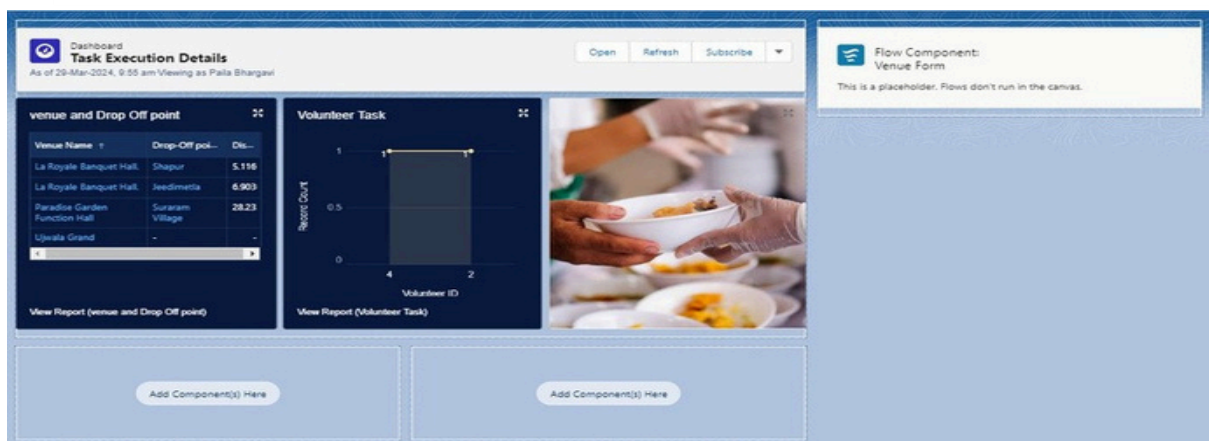 Dashboard
Task Execution Details
As of 29-Mar-2024, 9:55 am·Viewing as Paila Bhargavi
Open
Refresh
Subscribe
Flow Component:
Venue Form
This is a placeholder. Flows don't run in the canvas.
venue and Drop Off point
Venue Name ↑ Drop-Off poi... Dis...
La Royale Banquet Hall. Shapur 5.116
La Royale Banquet Hall. Jeedimetla 6.903
Paradise Garden
Function Hall
Suraram
Village
28.23
Ujwala Grand - -
View Report (venue and Drop Off point)
Volunteer Task
Record Count
1
0.5
0
1 1
4 2
Volunteer ID
View Report (Volunteer Task)
Add Component(s) Here
Add Component(s) Here